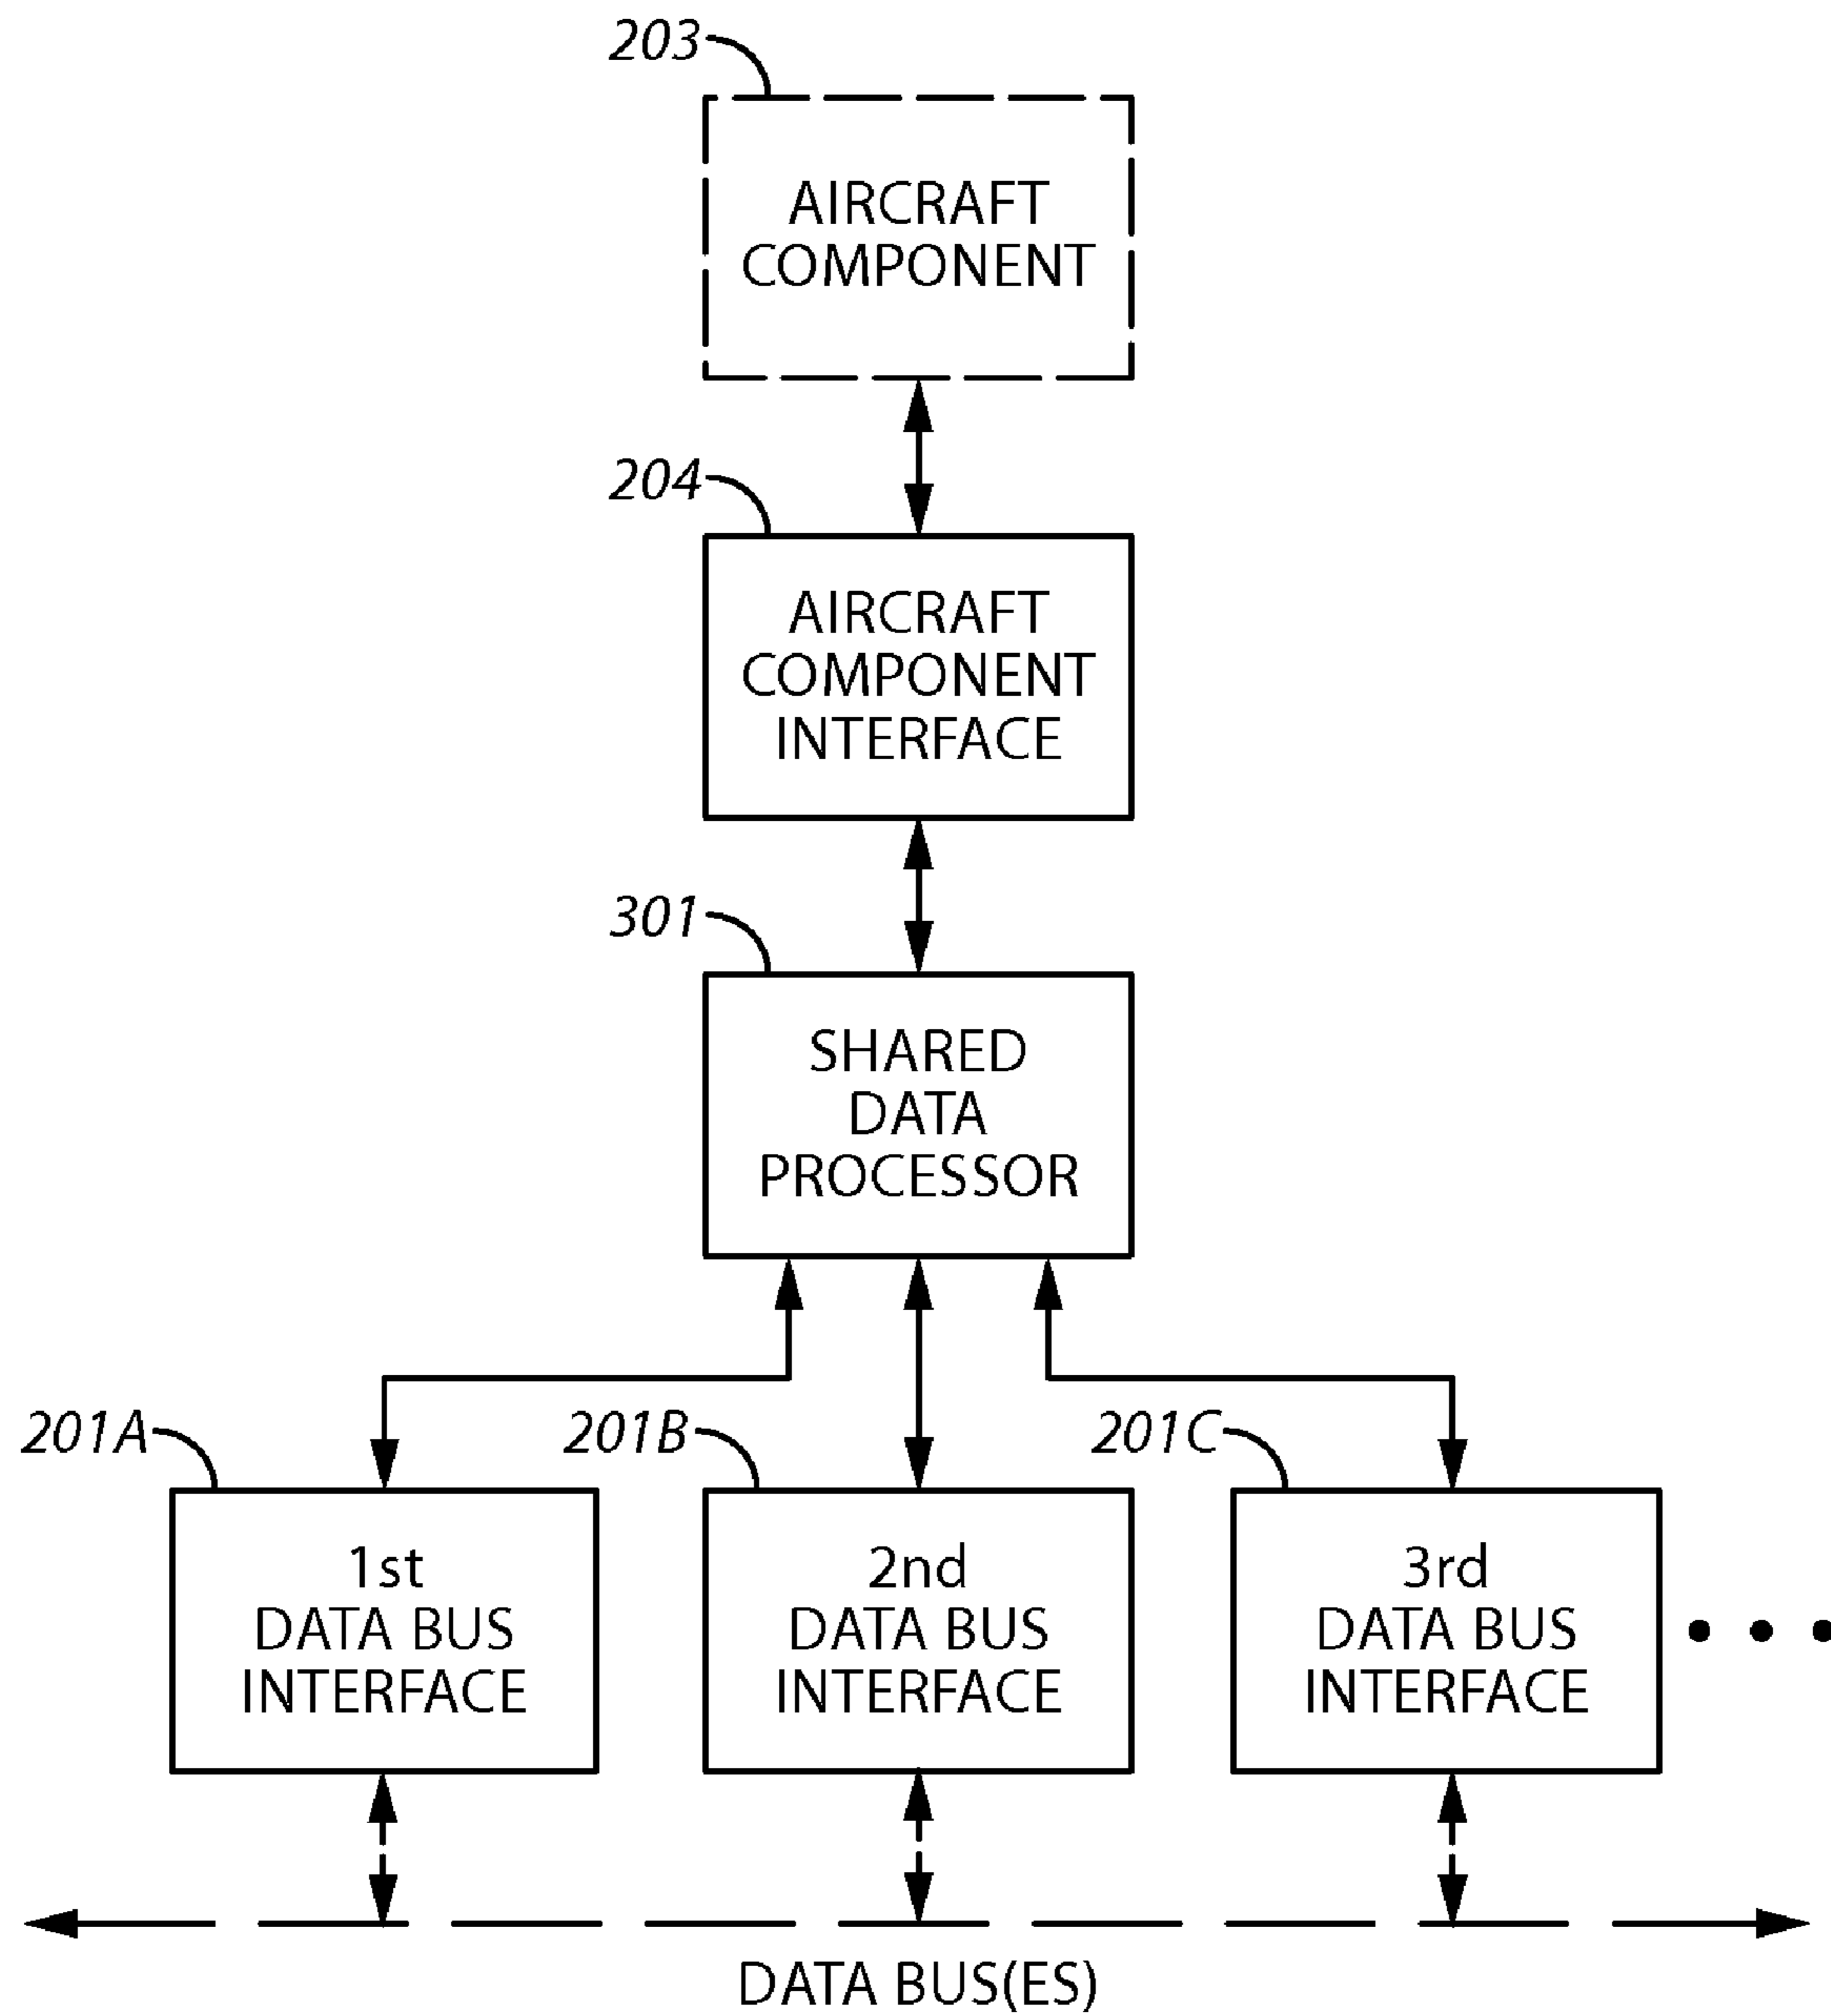 203
AIRCRAFT
COMPONENT
204
AIRCRAFT
COMPONENT
INTERFACE
301
SHARED
DATA
PROCESSOR
201A
1st
DATA BUS
INTERFACE
201B
2nd
DATA BUS
INTERFACE
201C
3rd
DATA BUS
INTERFACE
DATA BUS(ES)